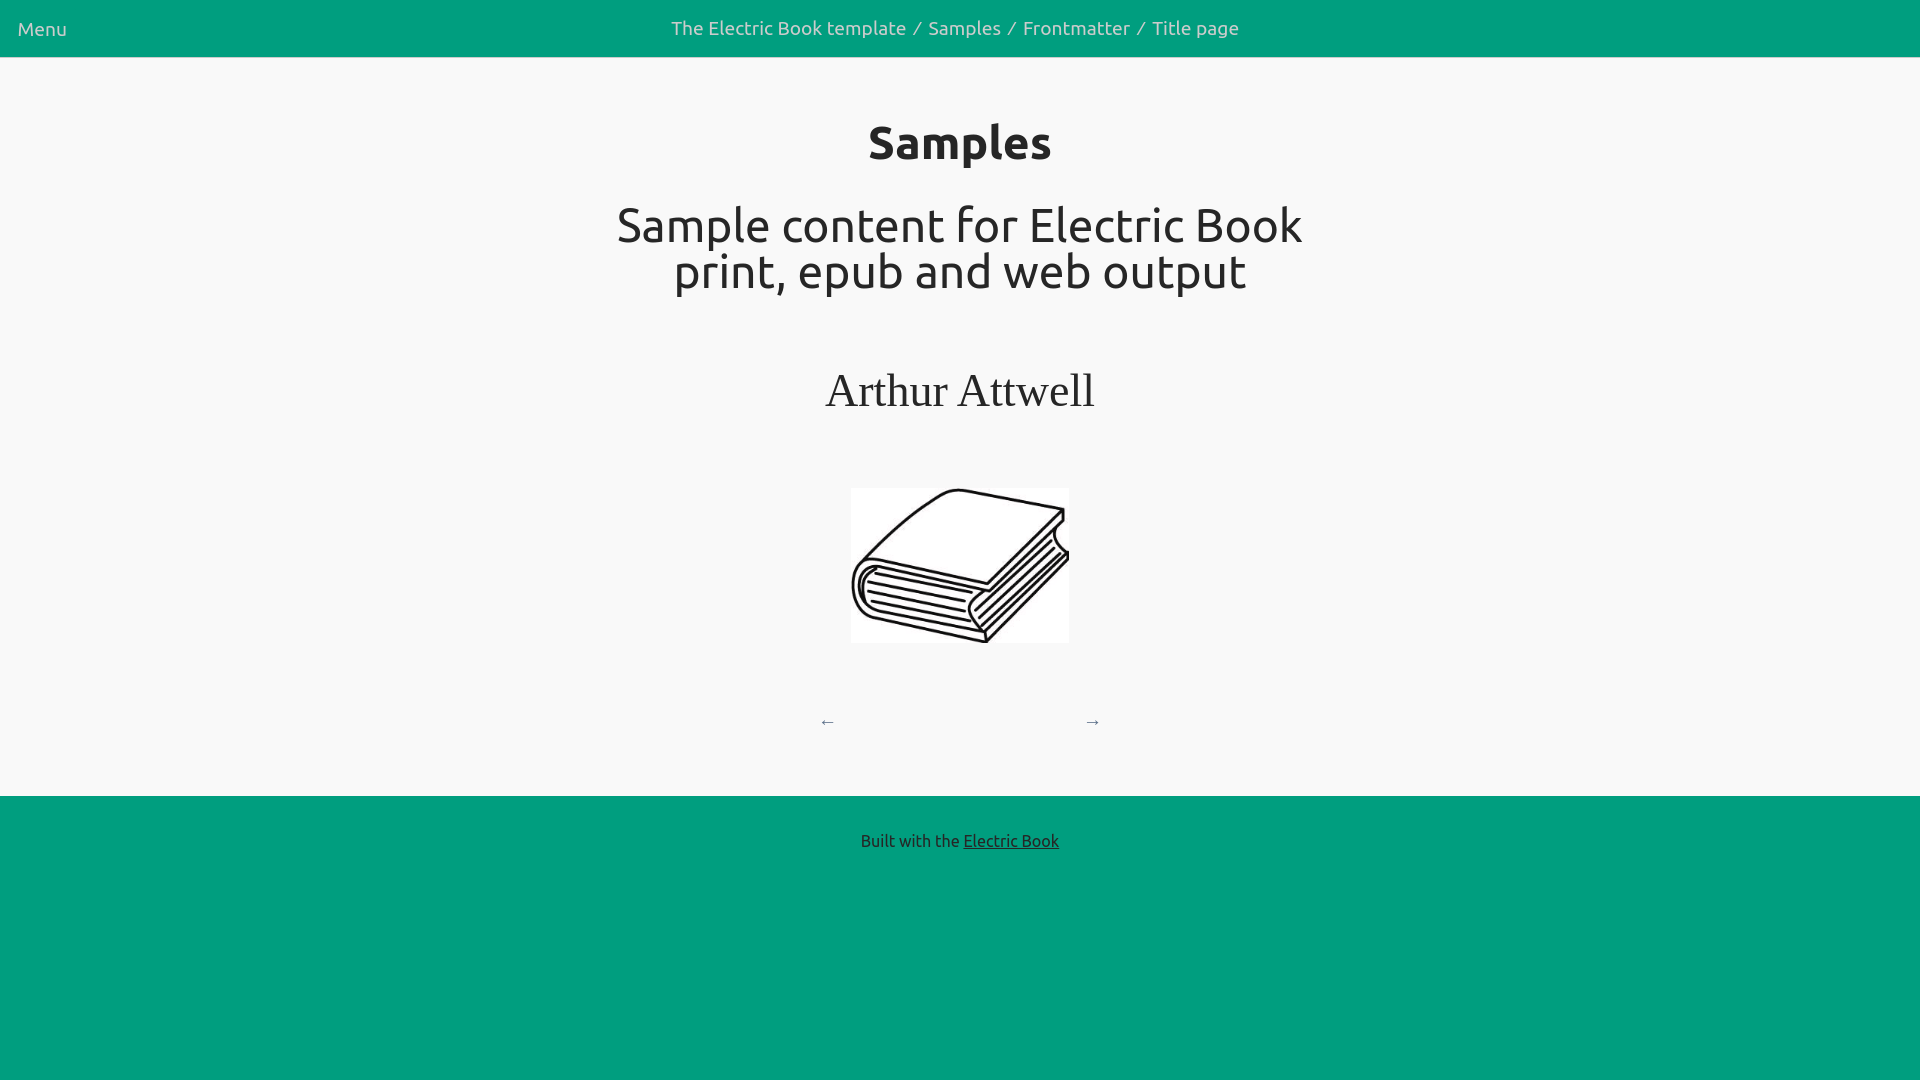 Menu
The Electric Book template ⁄ Samples ⁄ Frontmatter ⁄ Title page
Samples
Sample content for Electric Book
print, epub and web output
Arthur Attwell
← →
Built with the Electric Book